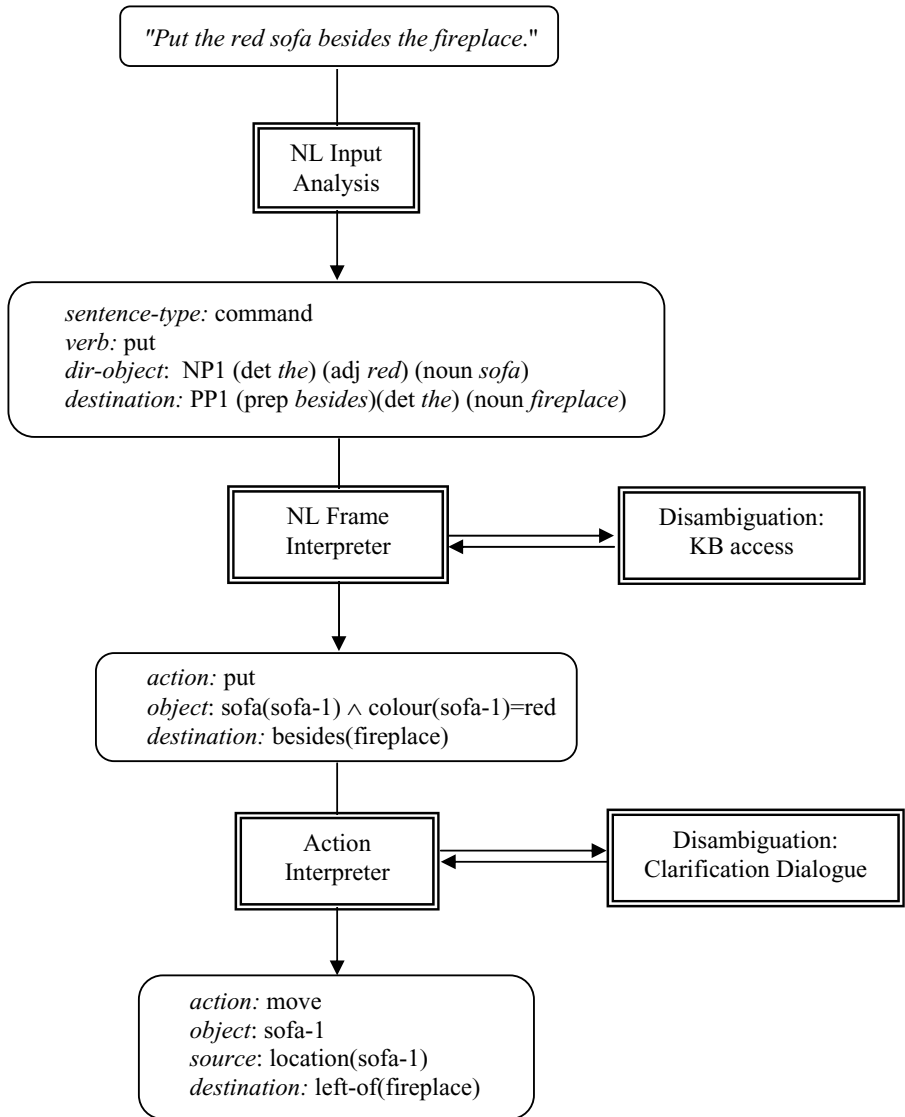 "Put the red sofa besides the fireplace."
NL Input
Analysis
sentence-type: command
verb: put
dir-object: NP1 (det the) (adj red) (noun sofa)
destination: PP1 (prep besides)(det the) (noun fireplace)
NL Frame
Interpreter
Disambiguation:
KB access
action: put
object: sofa(sofa-1) ∧ colour(sofa-1)=red
destination: besides(fireplace)
Action
Interpreter
Disambiguation:
Clarification Dialogue
action: move
object: sofa-1
source: location(sofa-1)
destination: left-of(fireplace)